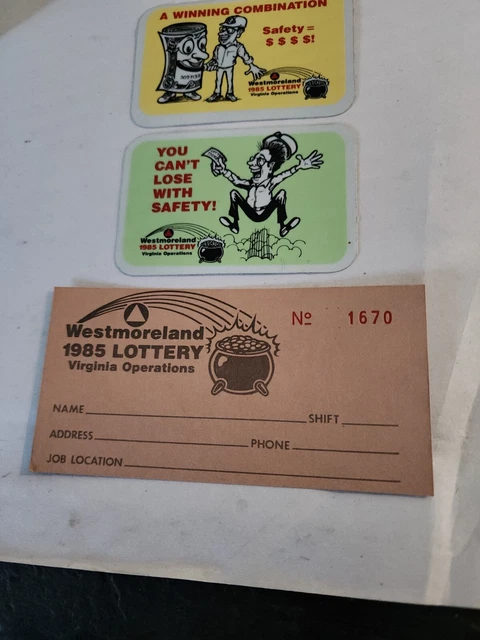 A WINNING COMBINATION
Safety =
$ $ $ $!
Westmoreland
1985 LOTTERY
Virginia Operations
YOU
CAN'T
LOSE
WITH
SAFETY!
Westmoreland
1985 LOTTERY
Virginia Operations
Westmoreland
1985 LOTTERY
Virginia Operations
Nº 1670
NAME SHIFT
ADDRESS PHONE
JOB LOCATION